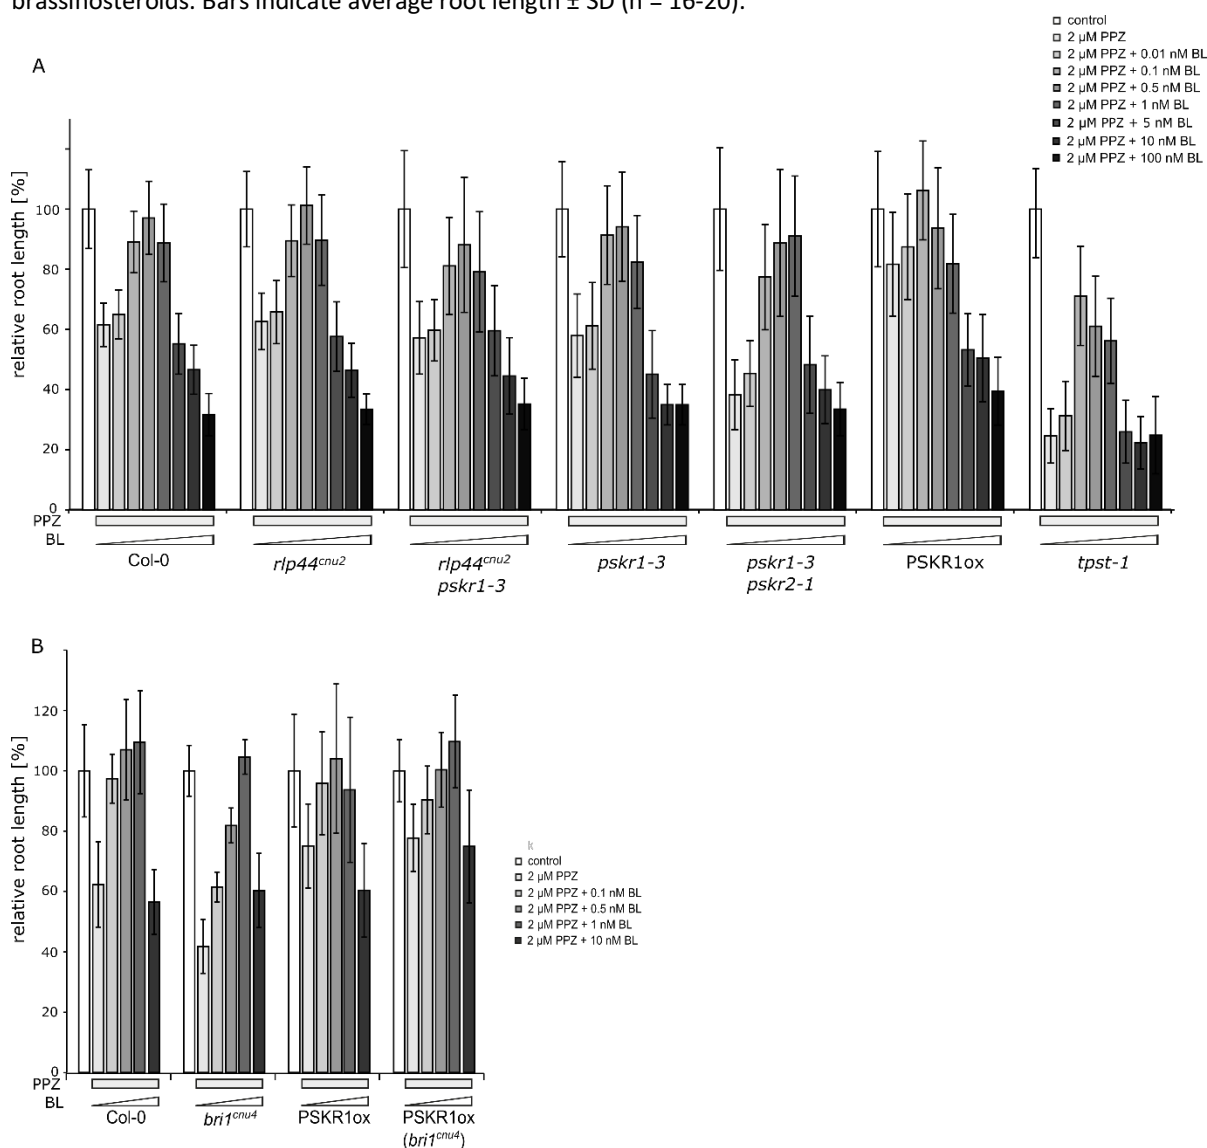 brassinosteroids. Bars indicate average root length ± SD (n = 16-20).
control
2 µM PPZ
2 µM PPZ + 0.01 nM BL
2 µM PPZ + 0.1 nM BL
2 µM PPZ + 0.5 nM BL
2 µM PPZ + 1 nM BL
2 µM PPZ + 5 nM BL
2 µM PPZ + 10 nM BL
2 µM PPZ + 100 nM BL
A
relative root length [%]
100
80
60
40
20
0
PPZ
BL
Col-0
rlp44cnu2
rlp44cnu2
pskr1-3
pskr1-3
pskr1-3
pskr2-1
PSKR1ox
tpst-1
B
relative root length [%]
120
100
80
60
40
20
0
PPZ
BL
Col-0
bri1cnu4
PSKR1ox
PSKR1ox
(bri1cnu4)
k
control
2 µM PPZ
2 µM PPZ + 0.1 nM BL
2 µM PPZ + 0.5 nM BL
2 µM PPZ + 1 nM BL
2 µM PPZ + 10 nM BL